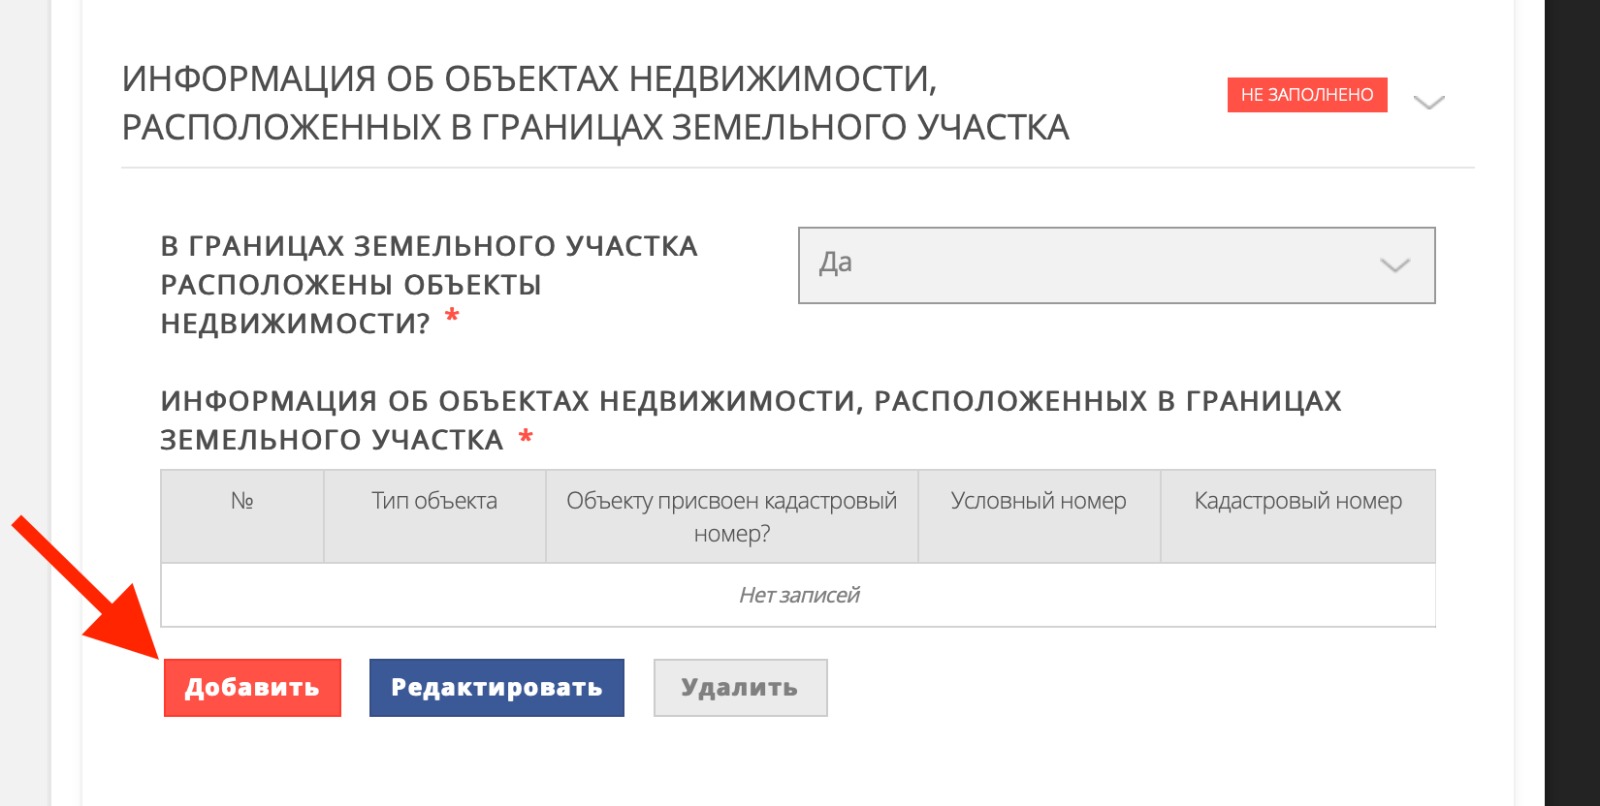 ИНФОРМАЦИЯ ОБ ОБЪЕКТАХ НЕДВИЖИМОСТИ,
РАСПОЛОЖЕННЫХ В ГРАНИЦАХ ЗЕМЕЛЬНОГО УЧАСТКА
НЕ ЗАПОЛНЕНО
В ГРАНИЦАХ ЗЕМЕЛЬНОГО УЧАСТКА
РАСПОЛОЖЕНЫ ОБЪЕКТЫ
НЕДВИЖИМОСТИ? *
Да
ИНФОРМАЦИЯ ОБ ОБЪЕКТАХ НЕДВИЖИМОСТИ, РАСПОЛОЖЕННЫХ В ГРАНИЦАХ
ЗЕМЕЛЬНОГО УЧАСТКА *
№
Тип объекта
Объекту присвоен кадастровый
номер?
Условный номер
Кадастровый номер
Нет записей
Добавить
Редактировать
Удалить